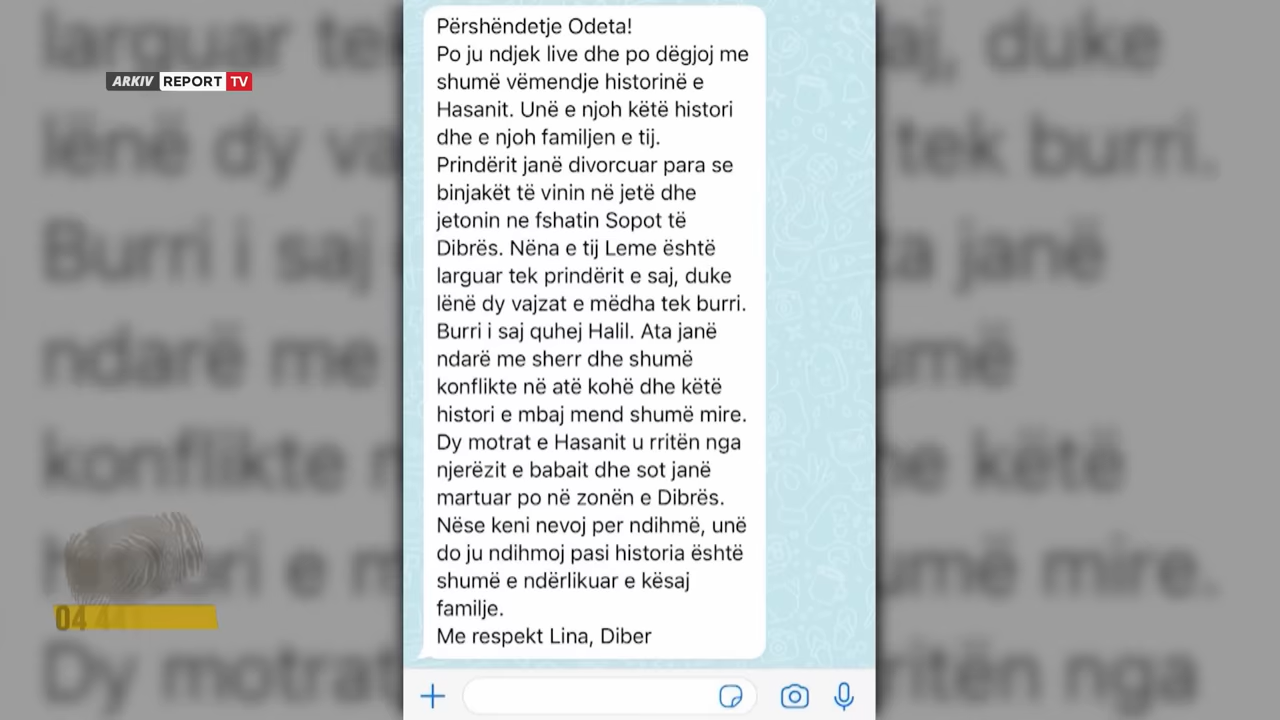 ARKIV REPORT TV
Përshëndetje Odeta!
Po ju ndjek live dhe po dëgjoj me
shumë vëmendje historinë e
Hasanit. Unë e njoh këtë histori
dhe e njoh familjen e tij.
Prindërit janë divorcuar para se
binjakët të vinin në jetë dhe
jetonin ne fshatin Sopot të
Dibrës. Nëna e tij Leme është
larguar tek prindërit e saj, duke
lënë dy vajzat e mëdha tek burri.
Burri i saj quhej Halil. Ata janë
ndarë me sherr dhe shumë
konflikte në atë kohë dhe këtë
histori e mbaj mend shumë mire.
Dy motrat e Hasanit u rritën nga
njerëzit e babait dhe sot janë
martuar po në zonën e Dibrës.
Nëse keni nevoj per ndihmë, unë
do ju ndihmoj pasi historia është
shumë e ndërlikuar e kësaj
familje.
Me respekt Lina, Diber